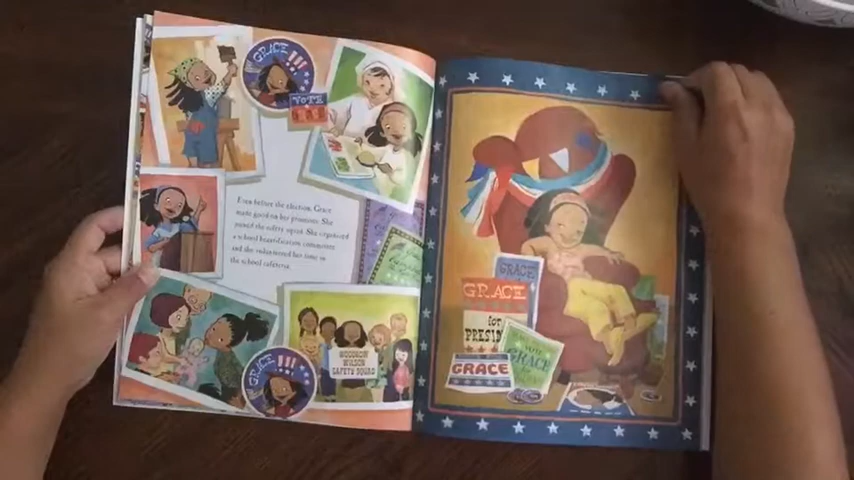 GRACE!!!
VOTE
Even before the election, Grace
made good on her promises. She
joined the safety squad. She organized
a school beautification committee
and she volunteered her time in
the school cafeteria.
WOODROW
WILSON
SAFETY SQUAD
GRACE!!!
GRACE
GRACE
for
PRESID
VOTE
GRACE
GRACE